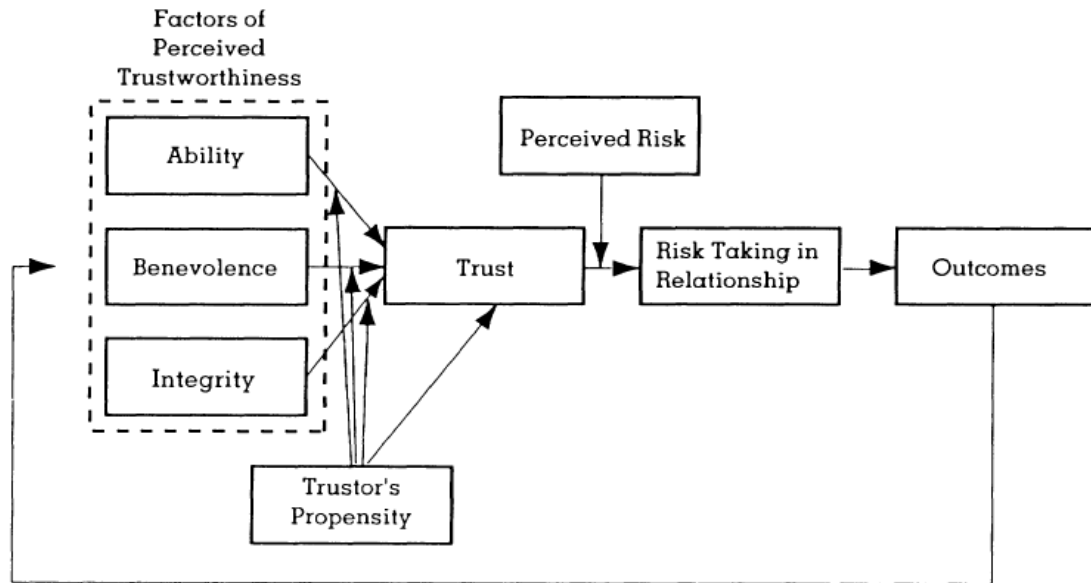 Factors of
Perceived
Trustworthiness
Ability
Benevolence
Integrity
Trustor's
Propensity
Trust
Perceived Risk
Risk Taking in
Relationship
Outcomes